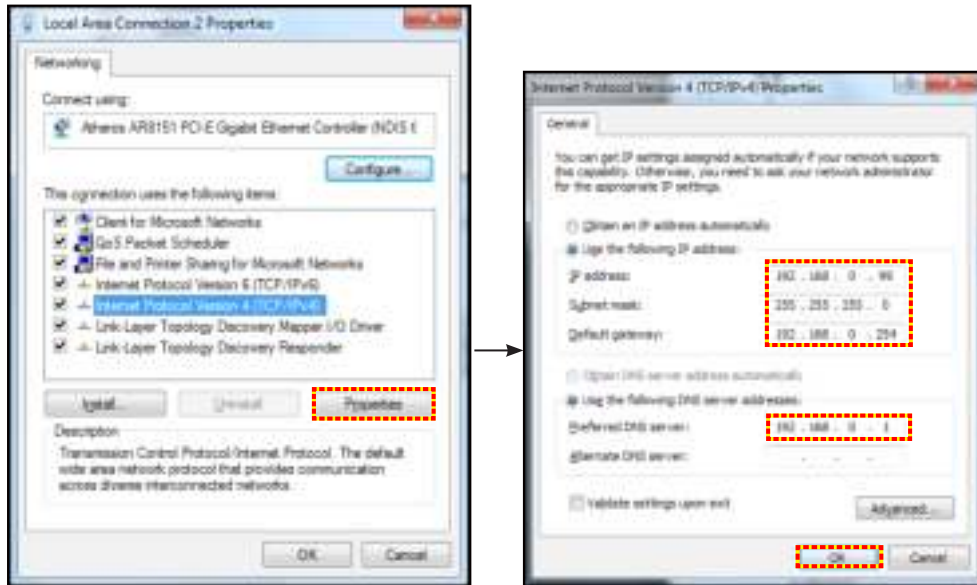 Local Area Connection 2 Properties
Networking
Connect using:
Atheros AR8151 PCI-E Gigabit Ethernet Controller (NDIS 6
Configure...
This connection uses the following items:
Client for Microsoft Networks
QoS Packet Scheduler
File and Printer Sharing for Microsoft Networks
Internet Protocol Version 6 (TCP/IPv6)
Internet Protocol Version 4 (TCP/IPv4)
Link-Layer Topology Discovery Mapper I/O Driver
Link-Layer Topology Discovery Responder
Install...
Uninstall
Properties
Description
Transmission Control Protocol/Internet Protocol. The default
wide area network protocol that provides communication
across diverse interconnected networks.
OK
Cancel
Internet Protocol Version 4 (TCP/IPv4) Properties
General
You can get IP settings assigned automatically if your network supports
this capability. Otherwise, you need to ask your network administrator
for the appropriate IP settings.
Obtain an IP address automatically
Use the following IP address:
IP address:
192 . 168 . 0 .
Subnet mask:
255 . 255 . 255 . 0
Default gateway:
192 . 168 . 0 . 254
Obtain DNS server address automatically
Use the following DNS server addresses:
Preferred DNS server:
192 . 168 . 0 . 1
Alternate DNS server:
. . .
Validate settings upon exit
Advanced...
OK
Cancel